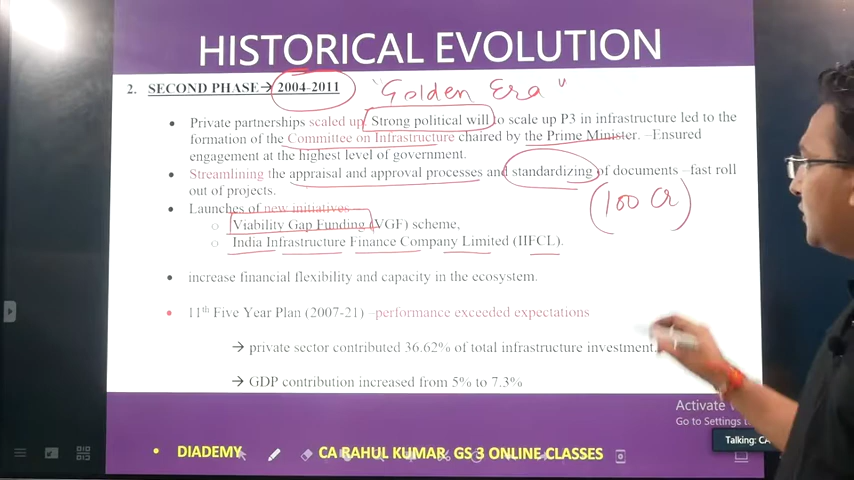 HISTORICAL EVOLUTION
2. SECOND PHASE→ 2004-2011 "Golden Era"
• Private partnerships scaled up Strong political will to scale up P3 in infrastructure led to the
formation of the Committee on Infrastructure chaired by the Prime Minister. –Ensured
engagement at the highest level of government.
• Streamlining the appraisal and approval processes and standardizing of documents –fast roll
out of projects.
(100 Cr)
• Launches of new initiatives –
○ Viability Gap Funding (VGF) scheme,
○ India Infrastructure Finance Company Limited (IIFCL).
• increase financial flexibility and capacity in the ecosystem.
• 11th Five Year Plan (2007-21) –performance exceeded expectations
→ private sector contributed 36.62% of total infrastructure investment.
→ GDP contribution increased from 5% to 7.3%
Activate
Go to Settings
Talking: CA
• DIADEMY • CA RAHUL KUMAR GS 3 ONLINE CLASSES